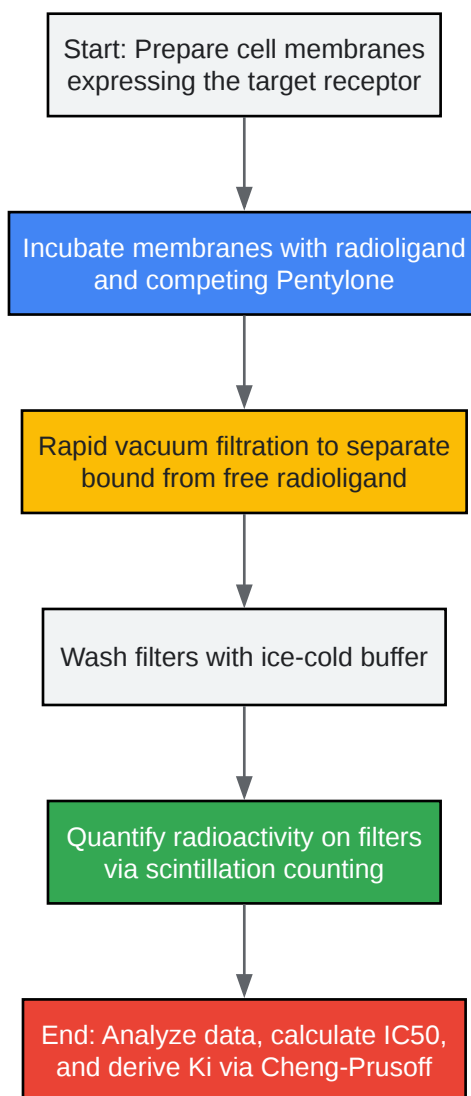 Start: Prepare cell membranes
expressing the target receptor
Incubate membranes with radioligand
and competing Pentylone
Rapid vacuum filtration to separate
bound from free radioligand
Wash filters with ice-cold buffer
Quantify radioactivity on filters
via scintillation counting
End: Analyze data, calculate IC50,
and derive Ki via Cheng-Prusoff